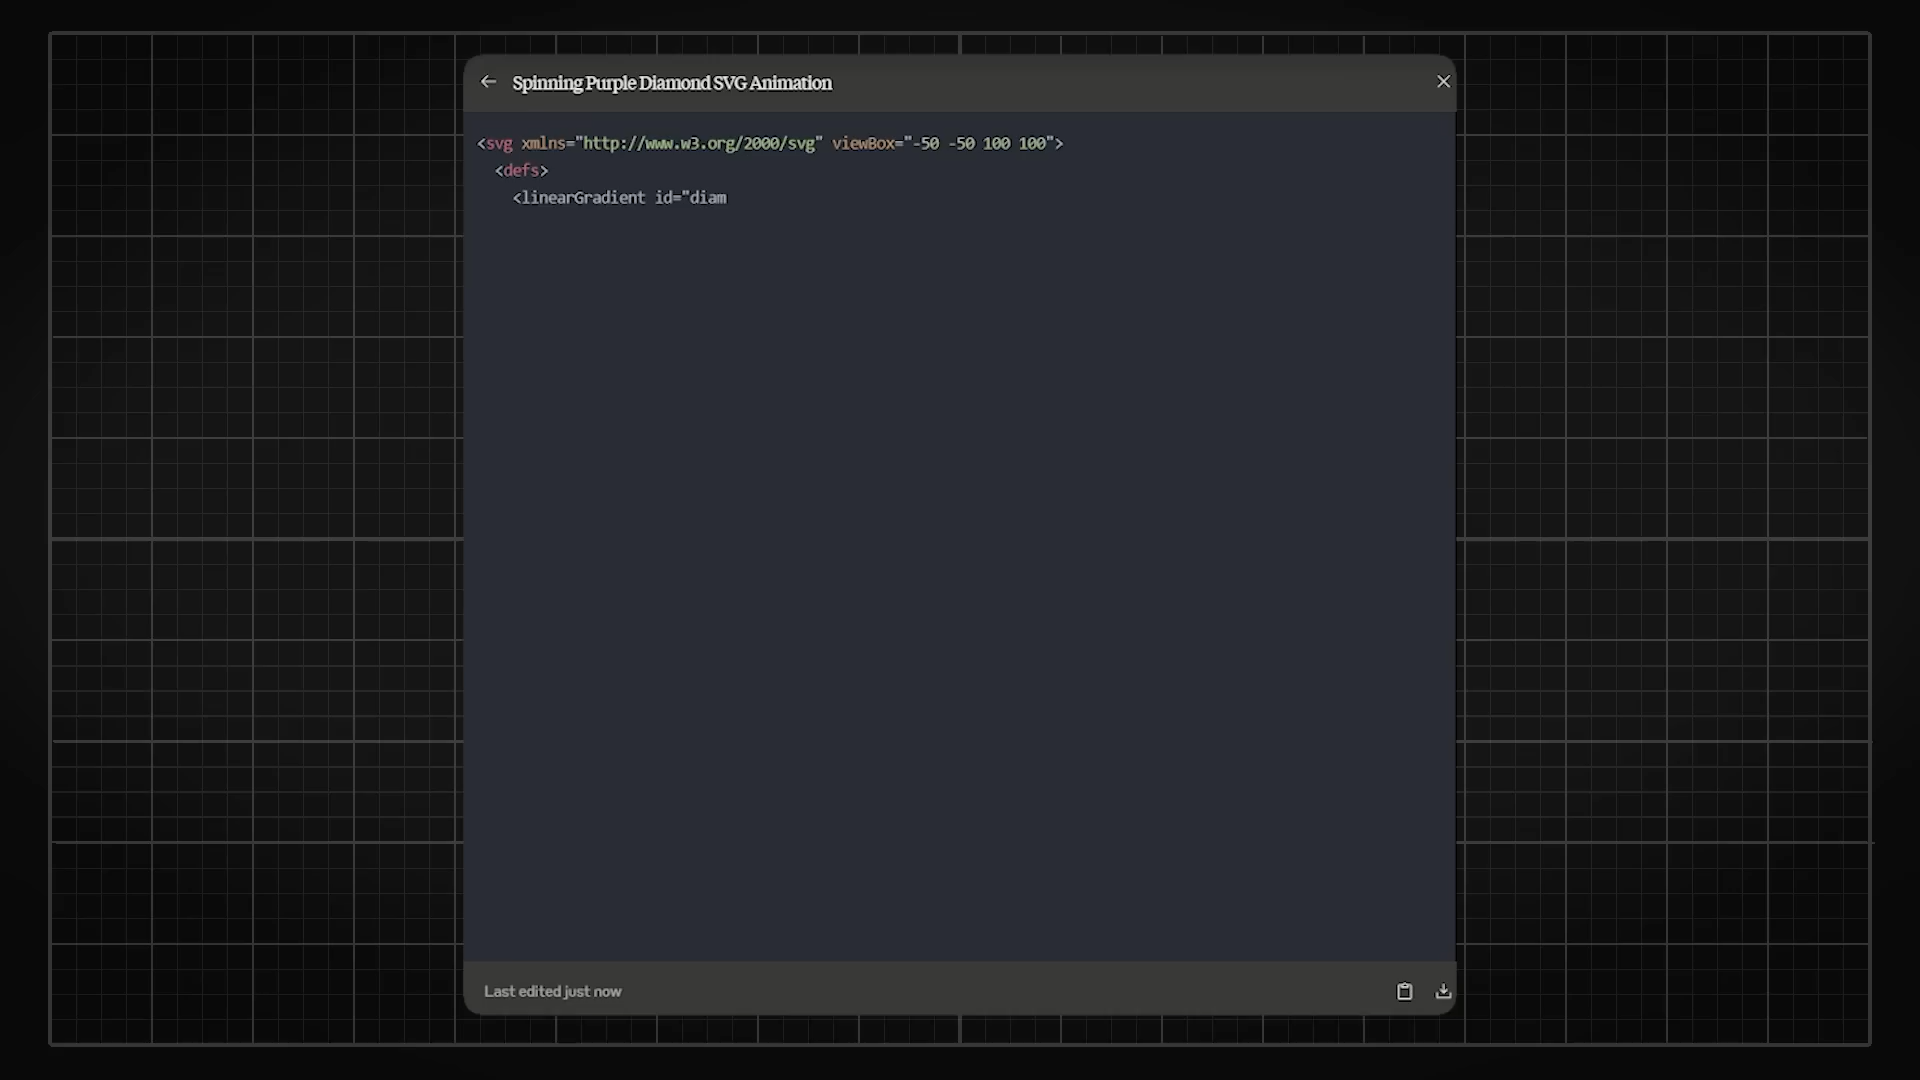 Spinning Purple Diamond SVG Animation
<svg xmlns="http://www.w3.org/2000/svg" viewBox="-50 -50 100 100">
<defs>
<linearGradient id="diam
Last edited just now